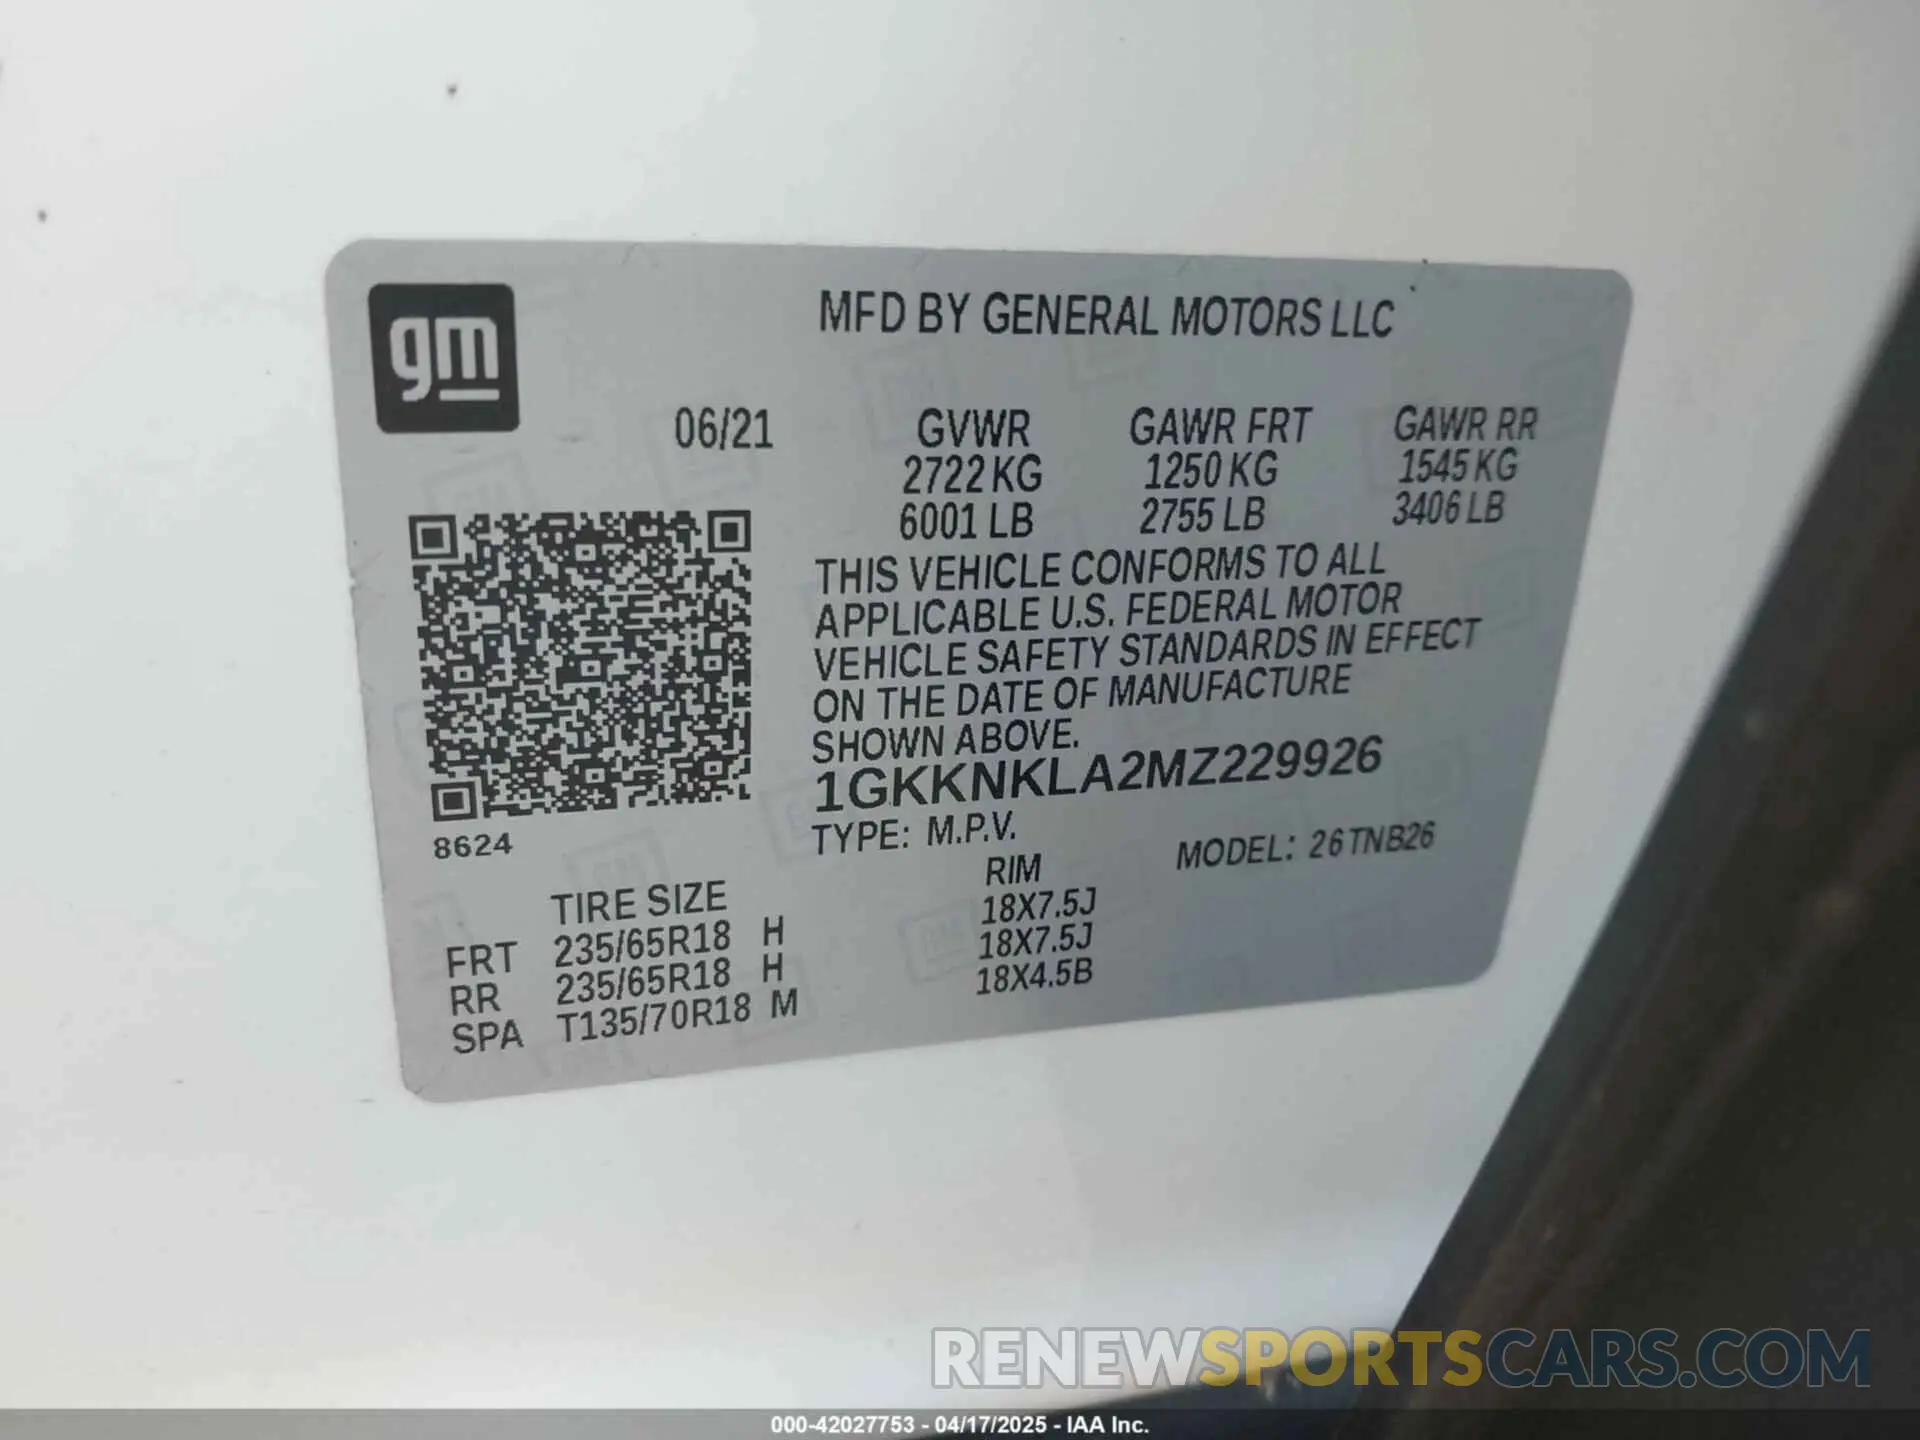 gm
MFD BY GENERAL MOTORS LLC
06/21 GVWR GAWR FRT GAWR RR
2722 KG 1250 KG 1545 KG
6001 LB 2755 LB 3406 LB
THIS VEHICLE CONFORMS TO ALL
APPLICABLE U.S. FEDERAL MOTOR
VEHICLE SAFETY STANDARDS IN EFFECT
ON THE DATE OF MANUFACTURE
SHOWN ABOVE.
1GKKNKLA2MZ229926
8624
TYPE: M.P.V. MODEL: 26TNB26
TIRE SIZE RIM
FRT 235/65R18 H 18X7.5J
RR 235/65R18 H 18X7.5J
SPA T135/70R18 M 18X4.5B
RENEWSPORTSCARS.COM
000-42027753 - 04/17/2025 - IAA Inc.